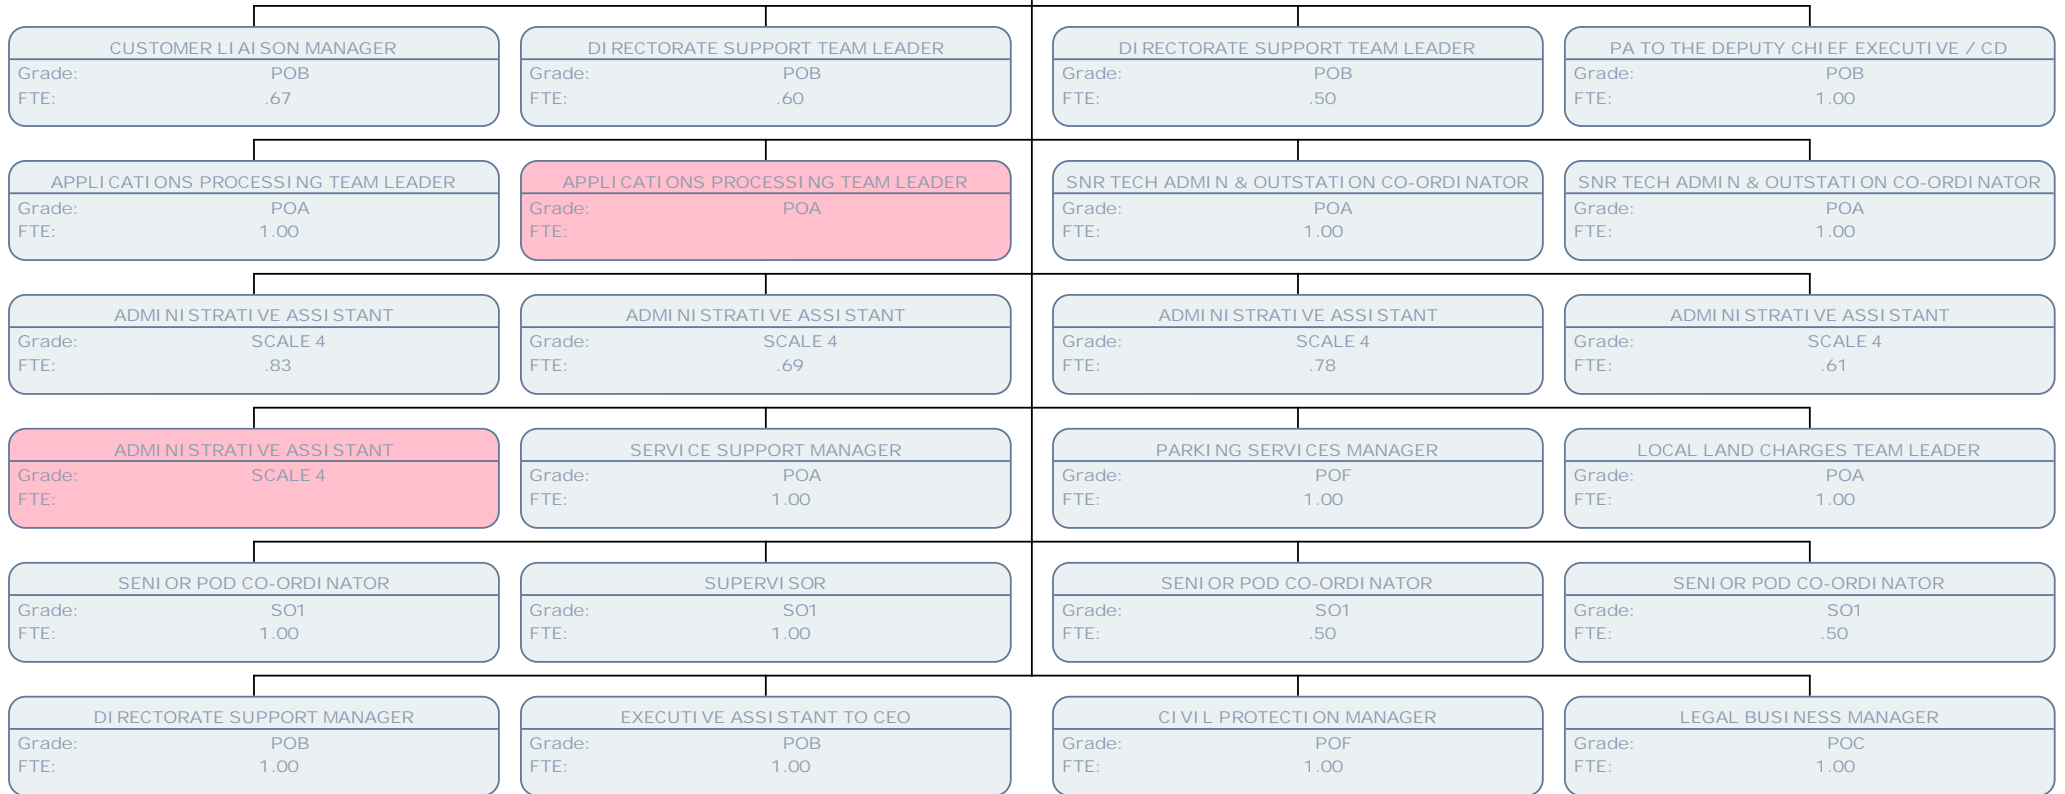 CUSTOMER LIAISON MANAGER
Grade: POB
FTE: .67
DIRECTORATE SUPPORT TEAM LEADER
Grade: POB
FTE: .60
DIRECTORATE SUPPORT TEAM LEADER
Grade: POB
FTE: .50
PA TO THE DEPUTY CHIEF EXECUTIVE / CD
Grade: POB
FTE: 1.00
APPLICATIONS PROCESSING TEAM LEADER
Grade: POA
FTE: 1.00
APPLICATIONS PROCESSING TEAM LEADER
Grade: POA
FTE:
SNR TECH ADMIN & OUTSTATION CO-ORDINATOR
Grade: POA
FTE: 1.00
SNR TECH ADMIN & OUTSTATION CO-ORDINATOR
Grade: POA
FTE: 1.00
ADMINISTRATIVE ASSISTANT
Grade: SCALE 4
FTE: .83
ADMINISTRATIVE ASSISTANT
Grade: SCALE 4
FTE: .69
ADMINISTRATIVE ASSISTANT
Grade: SCALE 4
FTE: .78
ADMINISTRATIVE ASSISTANT
Grade: SCALE 4
FTE: .61
ADMINISTRATIVE ASSISTANT
Grade: SCALE 4
FTE:
SERVICE SUPPORT MANAGER
Grade: POA
FTE: 1.00
PARKING SERVICES MANAGER
Grade: POF
FTE: 1.00
LOCAL LAND CHARGES TEAM LEADER
Grade: POA
FTE: 1.00
SENIOR POD CO-ORDINATOR
Grade: SO1
FTE: 1.00
SUPERVISOR
Grade: SO1
FTE: 1.00
SENIOR POD CO-ORDINATOR
Grade: SO1
FTE: .50
SENIOR POD CO-ORDINATOR
Grade: SO1
FTE: .50
DIRECTORATE SUPPORT MANAGER
Grade: POB
FTE: 1.00
EXECUTIVE ASSISTANT TO CEO
Grade: POB
FTE: 1.00
CIVIL PROTECTION MANAGER
Grade: POF
FTE: 1.00
LEGAL BUSINESS MANAGER
Grade: POC
FTE: 1.00